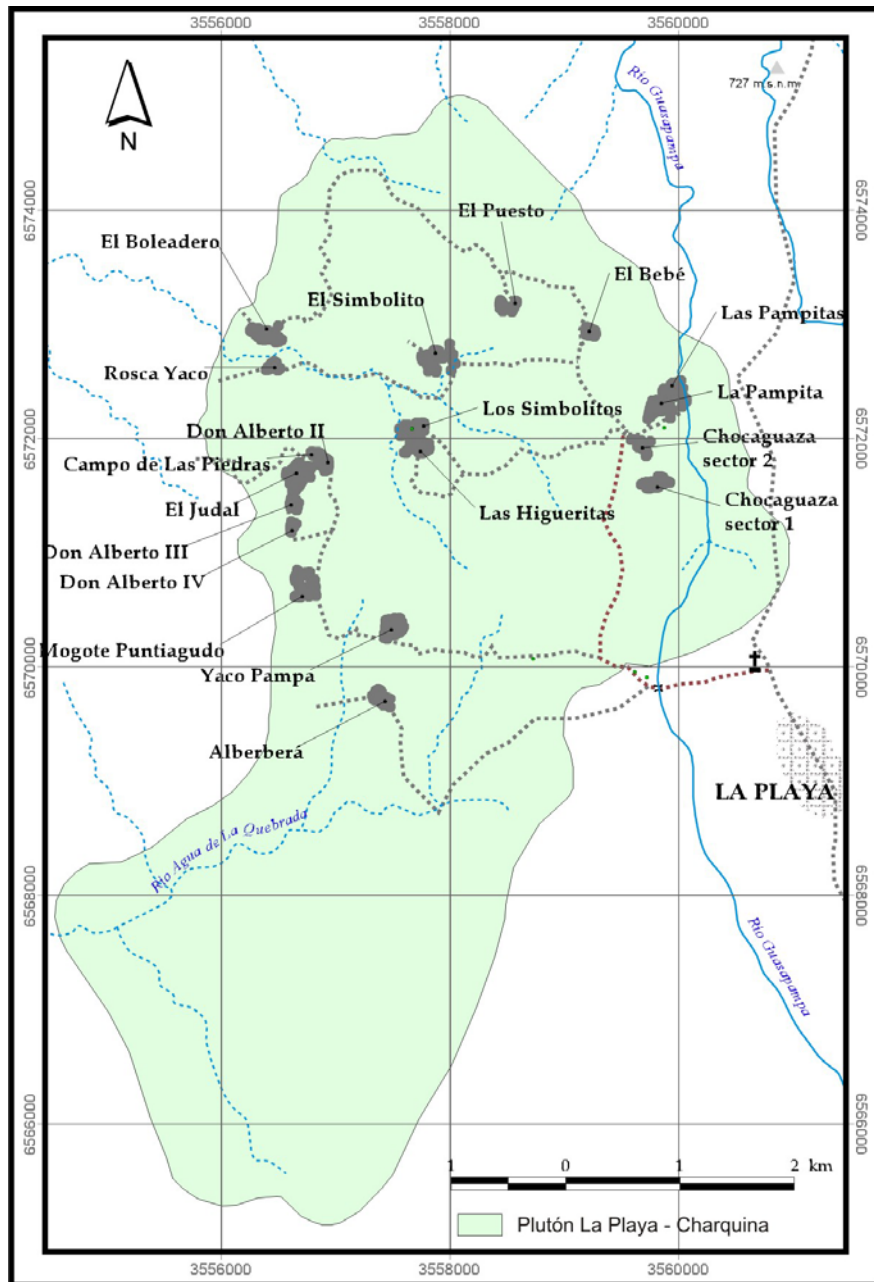 3556000 3558000 3560000
727 m.s.n.m
Río Guasapampa
N
6574000 6574000
El Puesto
El Boleadero
El Bebé
El Simbolito
Las Pampitas
Rosca Yaco
La Pampita
Los Simbolitos
Don Alberto II
6572000 6572000
Chocaguaza
sector 2
Campo de Las Piedras
El Judal
Las Higueritas
Chocaguaza
sector 1
Don Alberto III
Don Alberto IV
Mogote Puntiagudo
6570000 6570000
Yaco Pampa
Alberberá
LA PLAYA
Río Agua de La Quebrada
6568000 6568000
Río Guasapampa
6566000 6566000
1 0 1 2 km
Plutón La Playa - Charquina
3556000 3558000 3560000